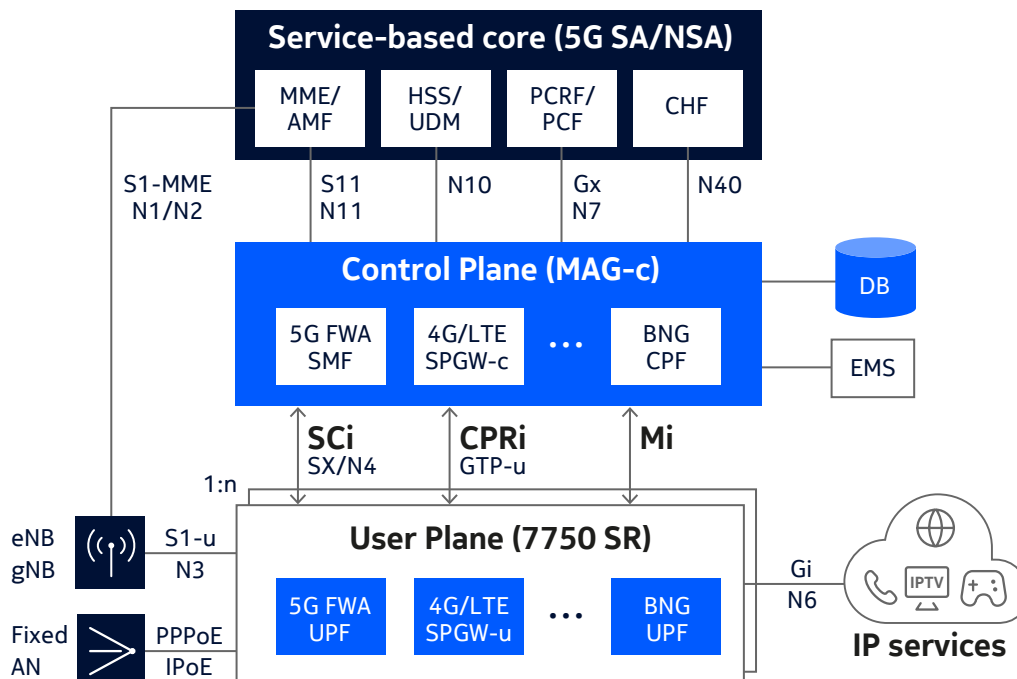 Service-based core (5G SA/NSA)
MME/
AMF
HSS/
UDM
PCRF/
PCF
CHF
S1-MME
N1/N2
S11
N11
N10
Gx
N7
N40
Control Plane (MAG-c)
5G FWA
SMF
4G/LTE
SPGW-c
...
BNG
CPF
DB
EMS
SCi
SX/N4
CPRi
GTP-u
Mi
1:n
User Plane (7750 SR)
5G FWA
UPF
4G/LTE
SPGW-u
...
BNG
UPF
eNB
gNB
S1-u
N3
Fixed
AN
PPPoE
IPoE
Gi
N6
IPTV
IP services